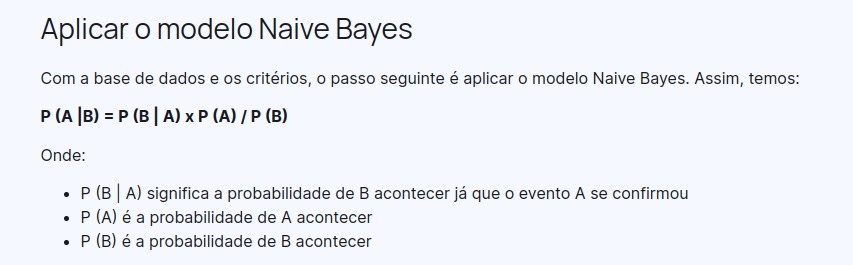 Aplicar o modelo Naive Bayes
Com a base de dados e os critérios, o passo seguinte é aplicar o modelo Naive Bayes. Assim, temos:
P (A |B) = P (B | A) x P (A) / P (B)
Onde:
• P (B | A) significa a probabilidade de B acontecer já que o evento A se confirmou
• P (A) é a probabilidade de A acontecer
• P (B) é a probabilidade de B acontecer